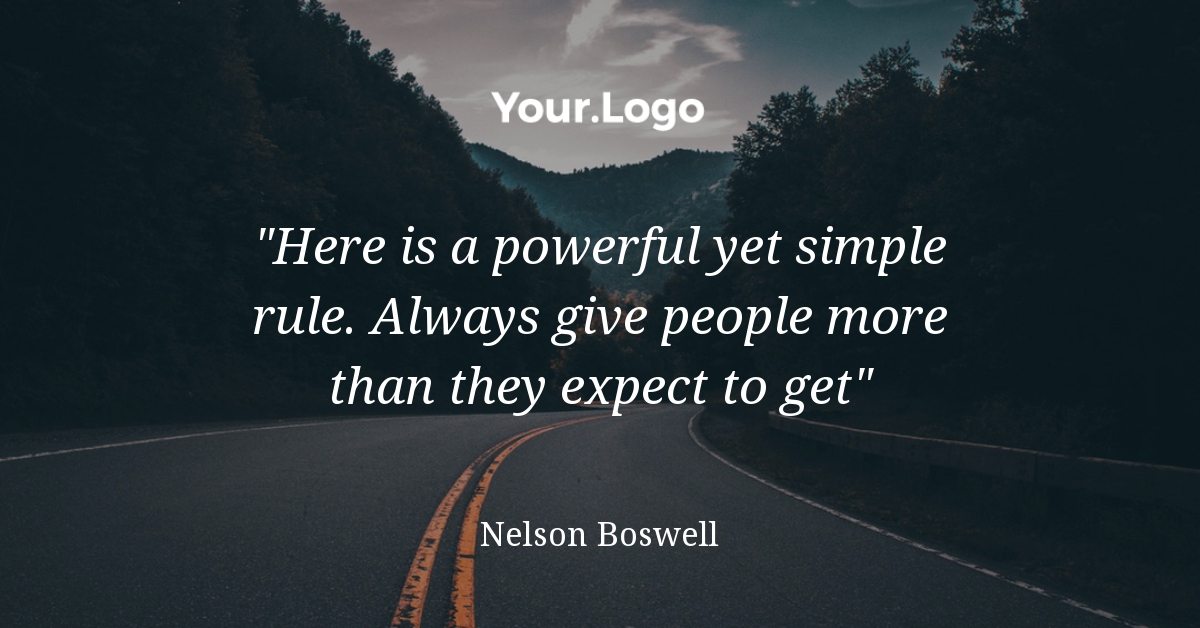 Your.Logo
"Here is a powerful yet simple
rule. Always give people more
than they expect to get"
Nelson Boswell